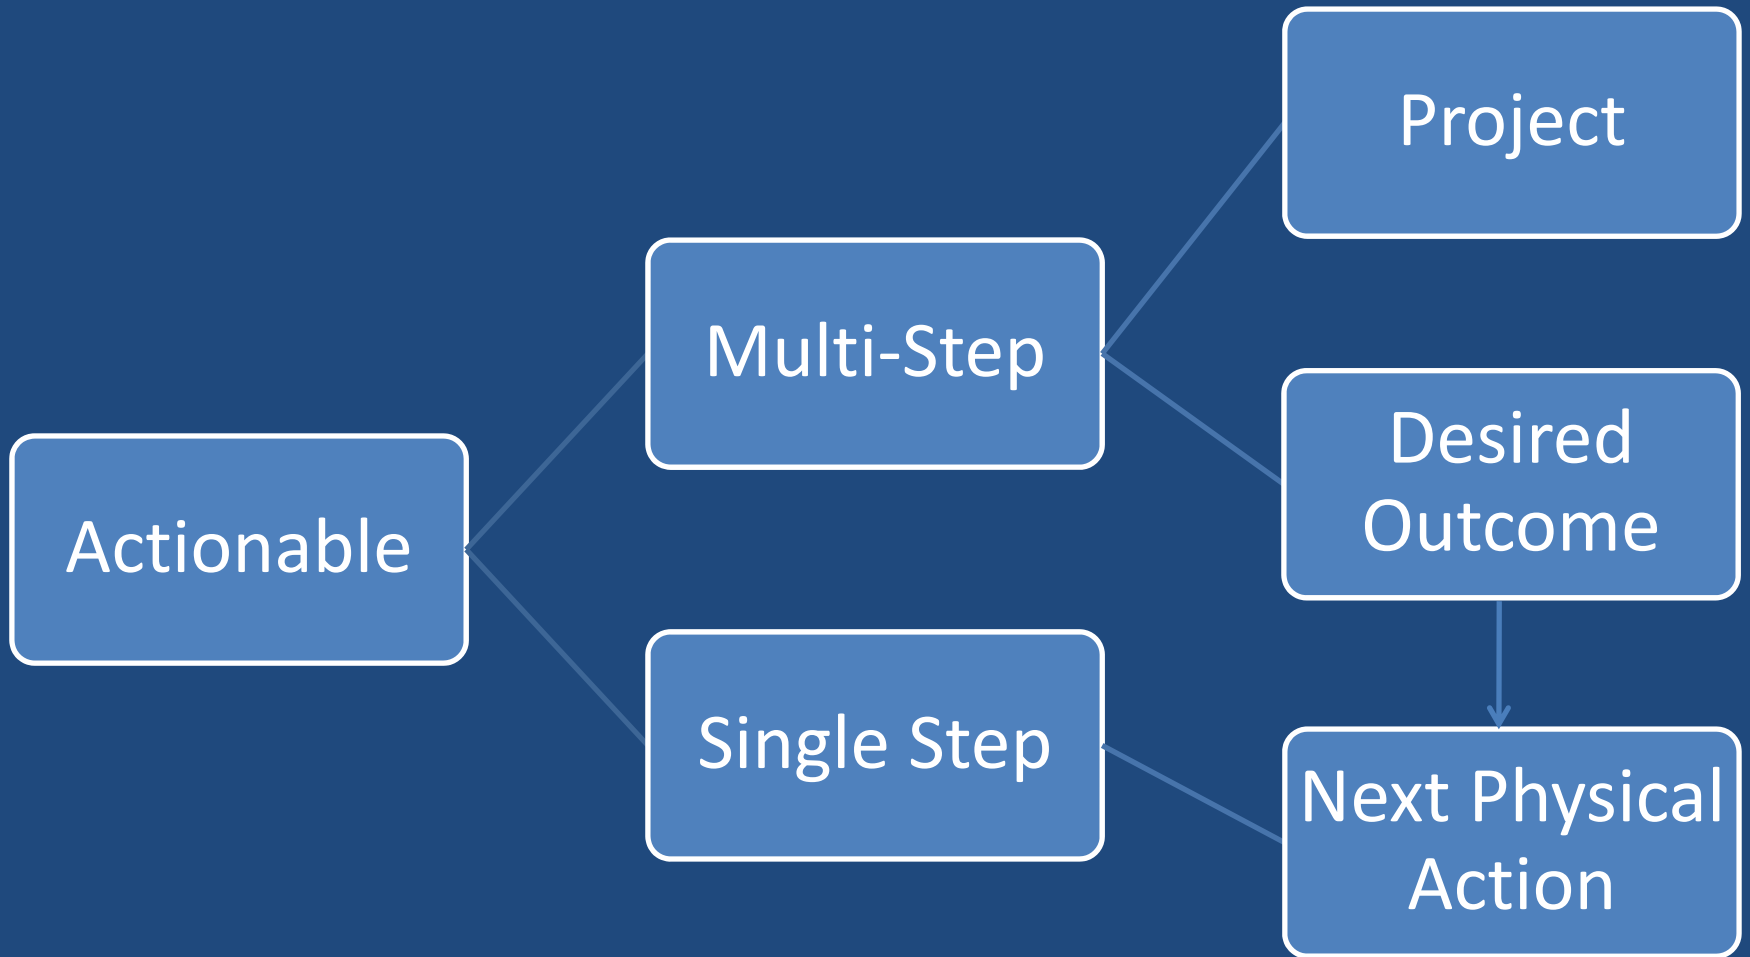 Actionable
Multi-Step
Single Step
Project
Desired
Outcome
Next Physical
Action